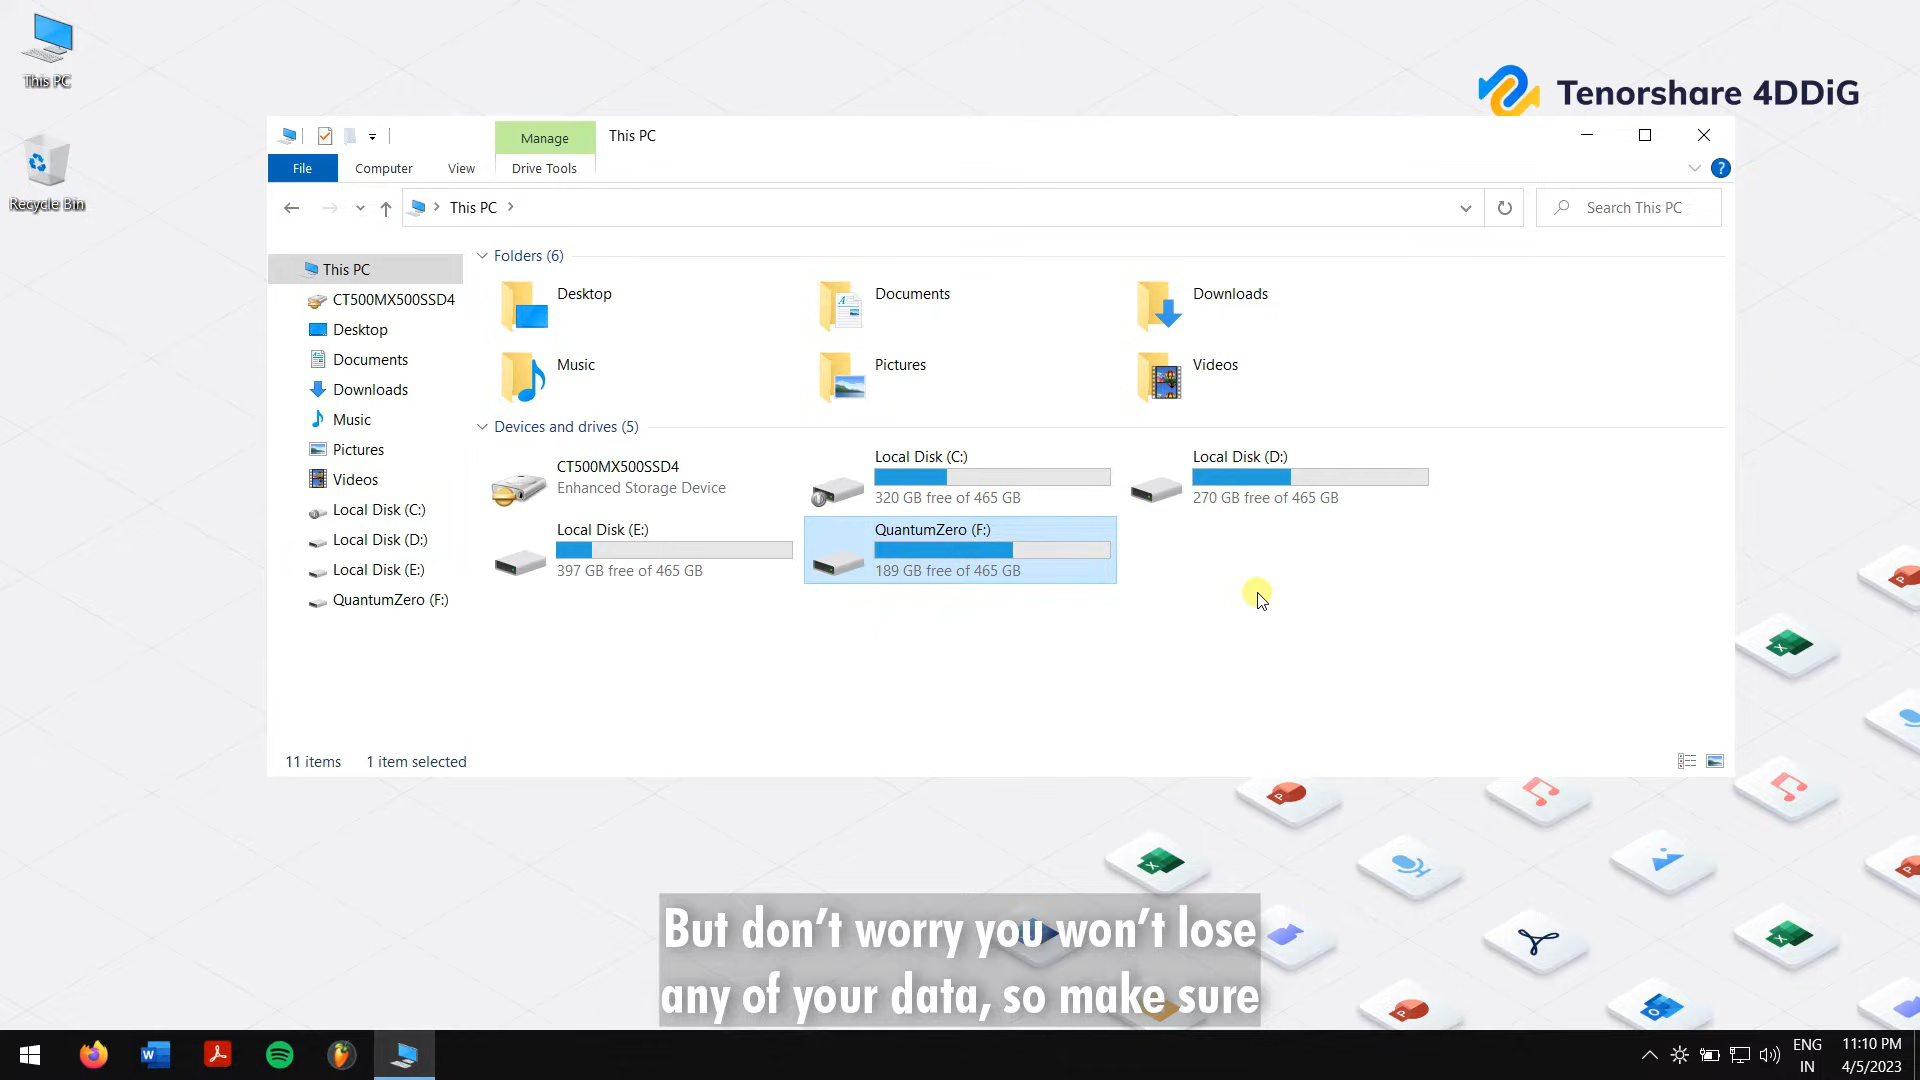 This PC
Recycle Bin
Tenorshare 4DDiG
Manage
This PC
File
Computer
View
Drive Tools
This PC
Search This PC
This PC
CT500MX500SSD4
Desktop
Documents
Downloads
Music
Pictures
Videos
Local Disk (C:)
Local Disk (D:)
Local Disk (E:)
QuantumZero (F:)
Folders (6)
Desktop
Documents
Downloads
Music
Pictures
Videos
Devices and drives (5)
CT500MX500SSD4
Enhanced Storage Device
Local Disk (C:)
320 GB free of 465 GB
Local Disk (D:)
270 GB free of 465 GB
Local Disk (E:)
397 GB free of 465 GB
QuantumZero (F:)
189 GB free of 465 GB
11 items
1 item selected
But don't worry you won't lose
any of your data, so make sure
ENG
IN
11:10 PM
4/5/2023